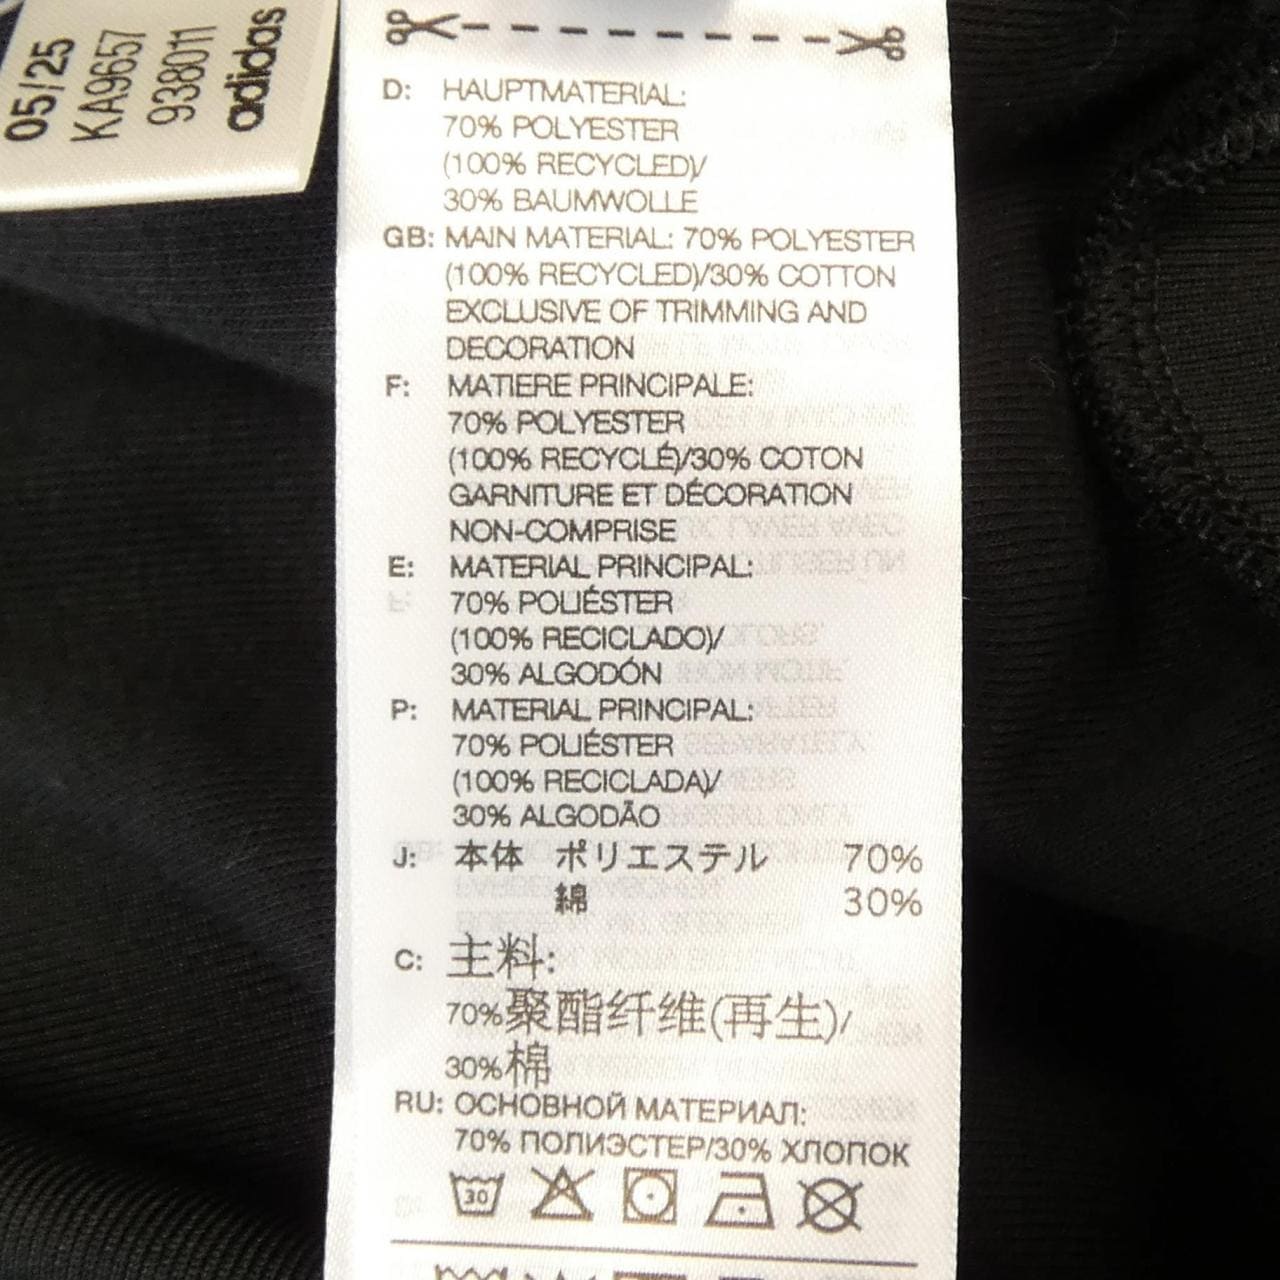 05/25
KA9657
938011
adidas
D: HAUPTMATERIAL:
70% POLYESTER
(100% RECYCLED)/
30% BAUMWOLLE
GB: MAIN MATERIAL: 70% POLYESTER
(100% RECYCLED)/30% COTTON
EXCLUSIVE OF TRIMMING AND
DECORATION
F: MATIERE PRINCIPALE:
70% POLYESTER
(100% RECYCLÉ)/30% COTON
GARNITURE ET DÉCORATION
NON-COMPRISE
E: MATERIAL PRINCIPAL:
70% POLIÉSTER
(100% RECICLADO)/
30% ALGODÓN
P: MATERIAL PRINCIPAL:
70% POLIÉSTER
(100% RECICLADA)/
30% ALGODÃO
J: 本体 ポリエステル 70%
綿 30%
C: 主料:
70%聚酯纤维(再生)/
30%棉
RU: ОСНОВНОЙ МАТЕРИАЛ:
70% ПОЛИЭСТЕР/30% ХЛОПОК
30